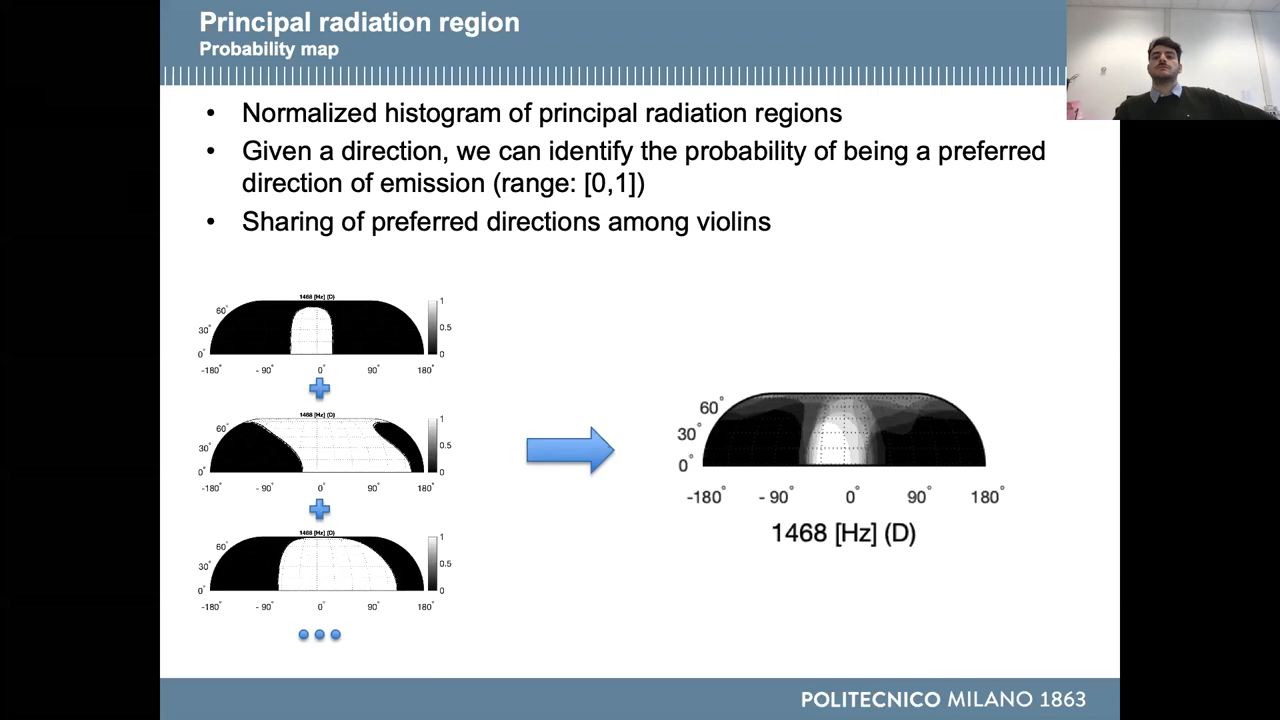 Principal radiation region
Probability map
• Normalized histogram of principal radiation regions
• Given a direction, we can identify the probability of being a preferred
direction of emission (range: [0,1])
• Sharing of preferred directions among violins
1468 [Hz] (D)
60°
30°
0°
-180° - 90° 0° 90° 180°
1
0.5
0
1468 [Hz] (D)
60°
30°
0°
-180° - 90° 0° 90° 180°
1
0.5
0
1468 [Hz] (D)
60°
30°
0°
-180° - 90° 0° 90° 180°
1
0.5
0
60°
30°
0°
-180° - 90° 0° 90° 180°
1468 [Hz] (D)
POLITECNICO MILANO 1863